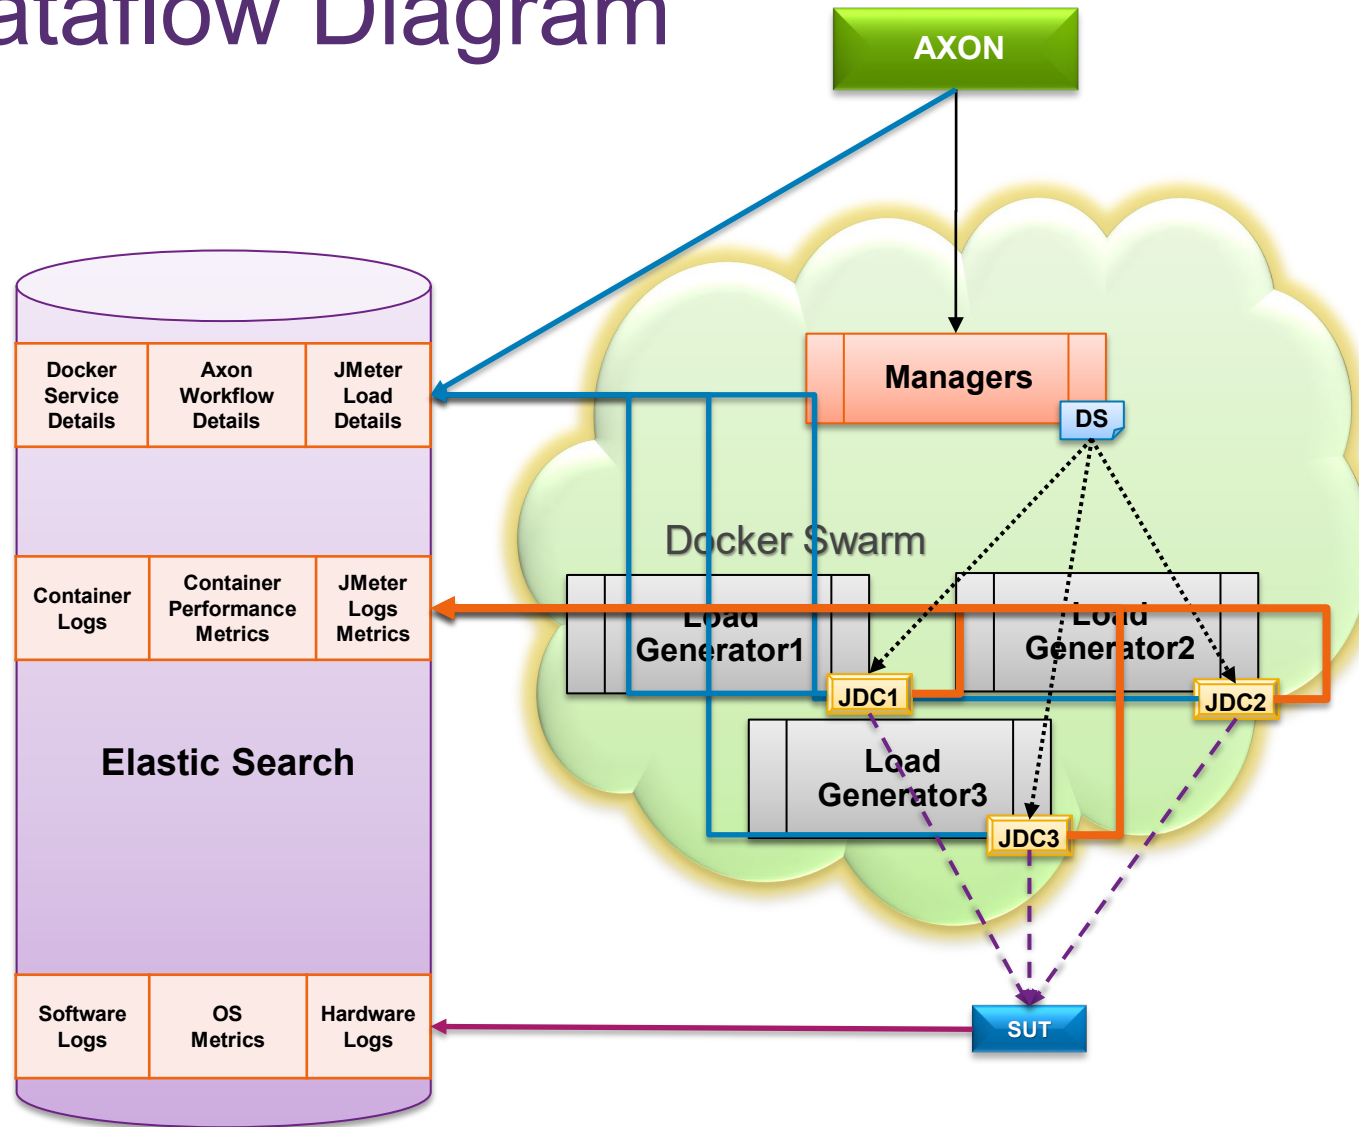 ataflow Diagram
AXON
Docker
Service
Details
Axon
Workflow
Details
JMeter
Load
Details
Managers
DS
Docker Swarm
Container
Logs
Container
Performance
Metrics
JMeter
Logs
Metrics
Load
Generator1
Load
Generator2
JDC1
JDC2
Elastic Search
Load
Generator3
JDC3
Software
Logs
OS
Metrics
Hardware
Logs
SUT